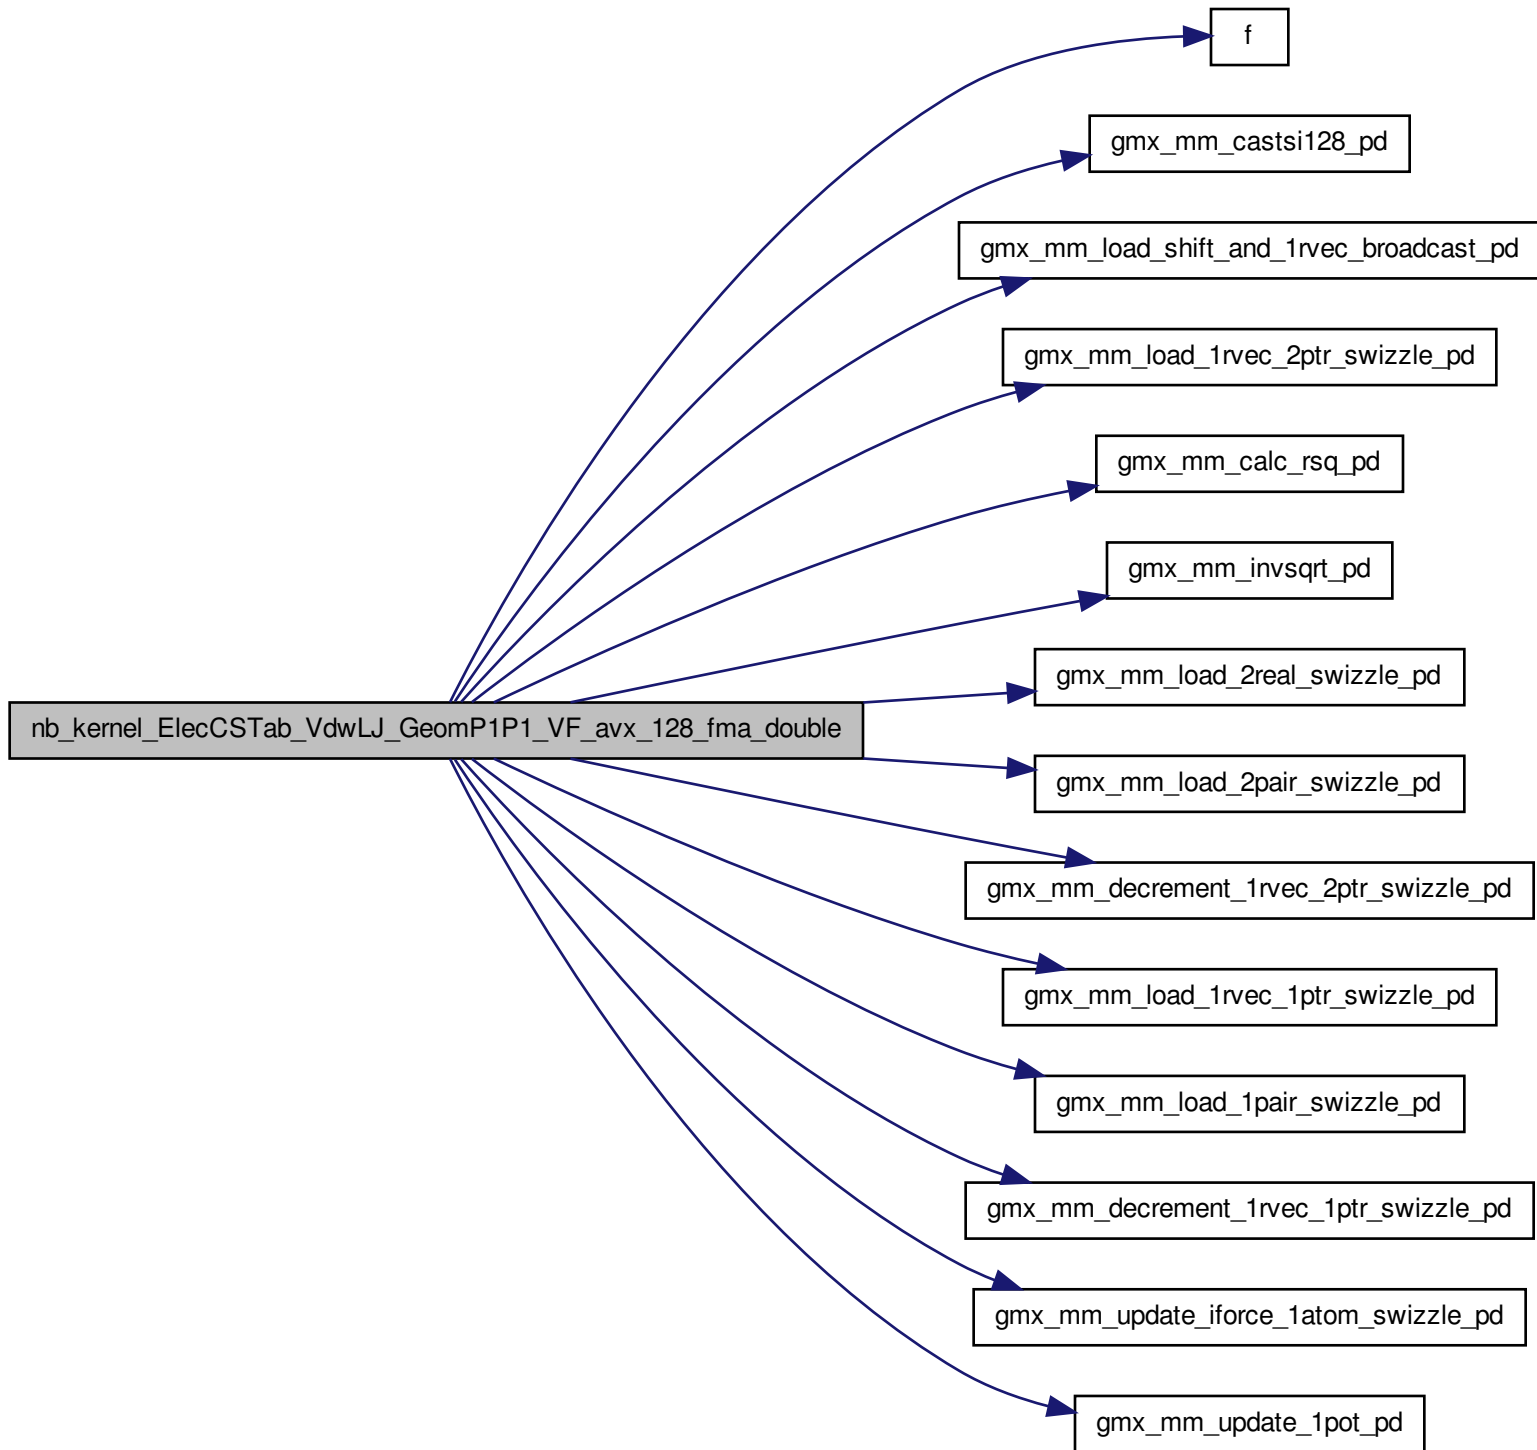 f
gmx_mm_castsi128_pd
gmx_mm_load_shift_and_1rvec_broadcast_pd
gmx_mm_load_1rvec_2ptr_swizzle_pd
gmx_mm_calc_rsq_pd
gmx_mm_invsqrt_pd
gmx_mm_load_2real_swizzle_pd
nb_kernel_ElecCSTab_VdwLJ_GeomP1P1_VF_avx_128_fma_double
gmx_mm_load_2pair_swizzle_pd
gmx_mm_decrement_1rvec_2ptr_swizzle_pd
gmx_mm_load_1rvec_1ptr_swizzle_pd
gmx_mm_load_1pair_swizzle_pd
gmx_mm_decrement_1rvec_1ptr_swizzle_pd
gmx_mm_update_iforce_1atom_swizzle_pd
gmx_mm_update_1pot_pd